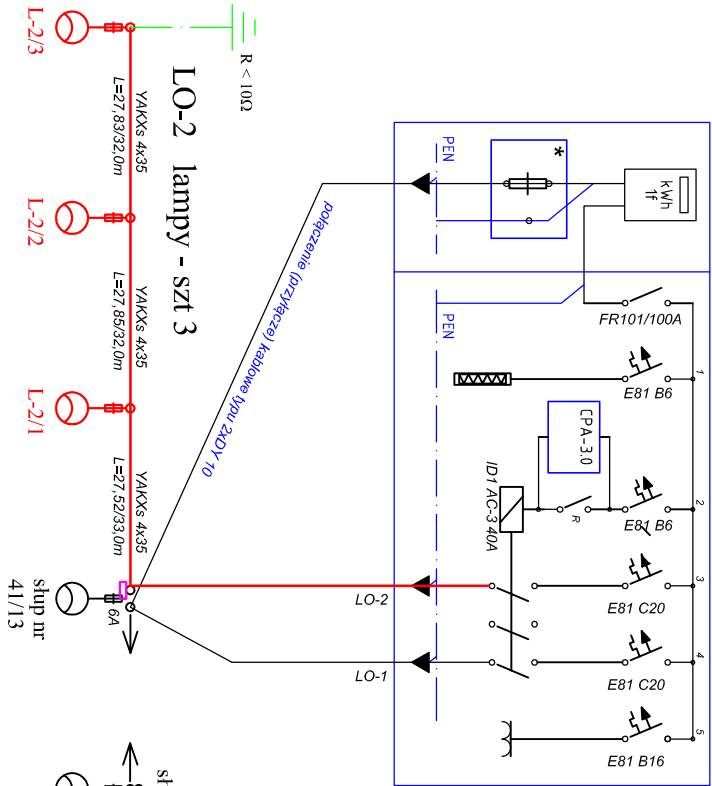 L-2/3
R < 10Ω
YAKXs 4x35
L=27,83/32,0m
LO-2 lampy - szt 3
L-2/2
YAKXs 4x35
L=27,85/32,0m
L-2/1
YAKXs 4x35
L=27,52/33,0m
słup nr
41/13
6A
połączenie (przyłącze) kablowe typu 2xDY 10
PEN
*
kWh
1f
PEN
FR101/100A
1
E81 B6
CPA-3.0
2
E81 B6
R
ID1 AC-3 40A
3
E81 C20
LO-2
4
E81 C20
LO-1
5
E81 B16